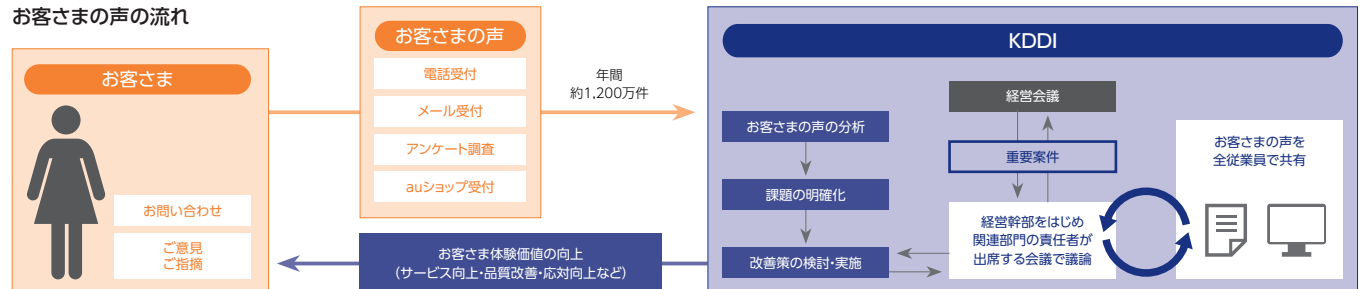 お客さまの声の流れ
お客さま
お問い合わせ
ご意見
ご指摘
お客さまの声
電話受付
メール受付
アンケート調査
auショップ受付
年間
約1,200万件
KDDI
お客さまの声の分析
課題の明確化
改善策の検討・実施
経営会議
重要案件
経営幹部をはじめ
関連部門の責任者が
出席する会議で議論
お客さまの声を
全従業員で共有
お客さま体験価値の向上
（サービス向上・品質改善・応対向上など）